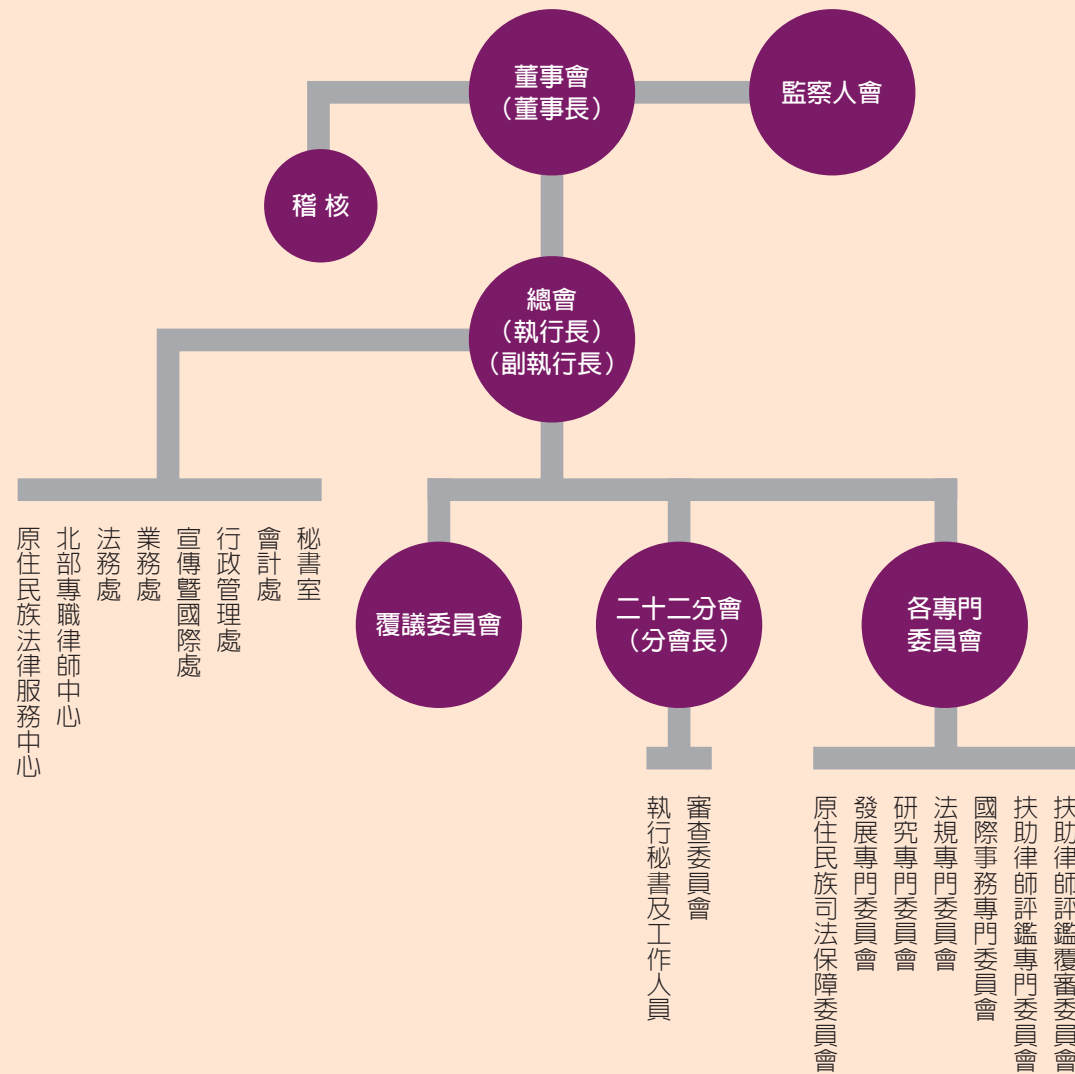 董事會
（董事長）
監察人會
稽核
總會
（執行長）
（副執行長）
秘書室
會計處
行政管理處
宣傳暨國際處
業務處
法務處
北部專職律師中心
原住民族法律服務中心
覆議委員會
二十二分會
（分會長）
各專門
委員會
審查委員會
執行秘書及工作人員
扶助律師評鑑覆審委員會
扶助律師評鑑專門委員會
國際事務專門委員會
法規專門委員會
研究專門委員會
發展專門委員會
原住民族司法保障委員會